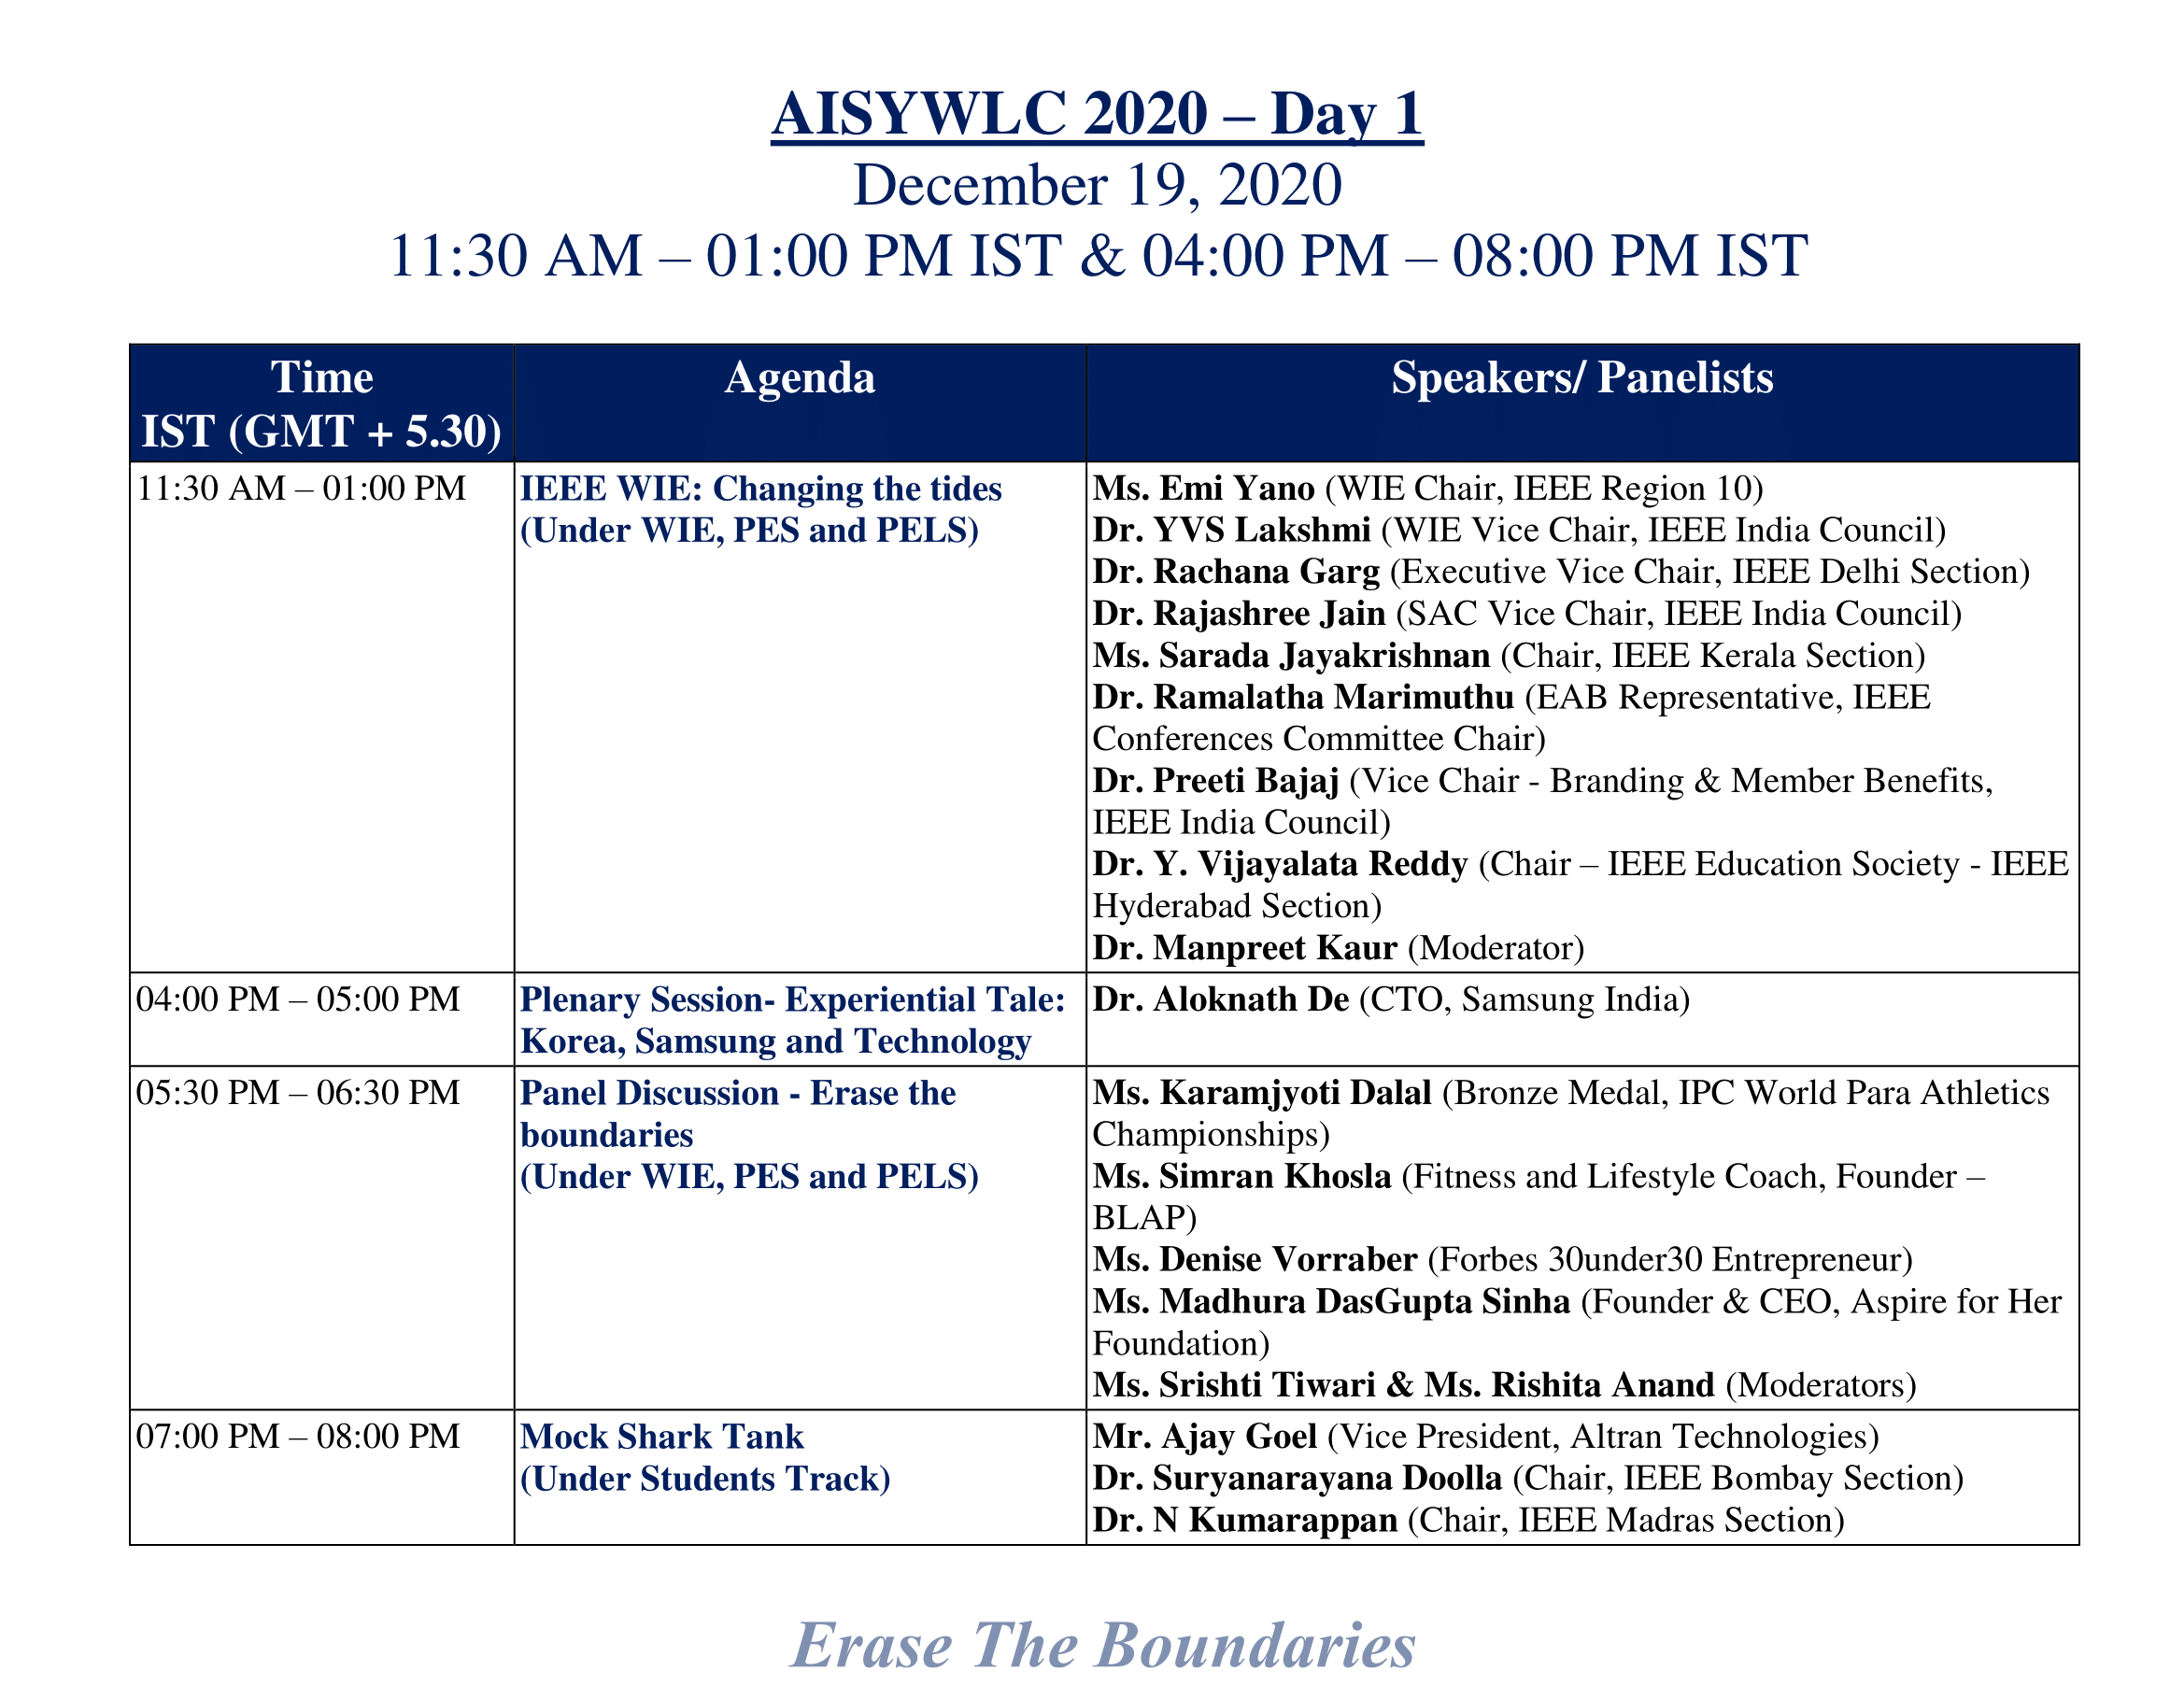 AISYWLC 2020 – Day 1
December 19, 2020
11:30 AM – 01:00 PM IST & 04:00 PM – 08:00 PM IST
Time
IST (GMT + 5.30)
Agenda
Speakers/ Panelists
11:30 AM – 01:00 PM
IEEE WIE: Changing the tides
(Under WIE, PES and PELS)
Ms. Emi Yano (WIE Chair, IEEE Region 10)
Dr. YVS Lakshmi (WIE Vice Chair, IEEE India Council)
Dr. Rachana Garg (Executive Vice Chair, IEEE Delhi Section)
Dr. Rajashree Jain (SAC Vice Chair, IEEE India Council)
Ms. Sarada Jayakrishnan (Chair, IEEE Kerala Section)
Dr. Ramalatha Marimuthu (EAB Representative, IEEE
Conferences Committee Chair)
Dr. Preeti Bajaj (Vice Chair - Branding & Member Benefits,
IEEE India Council)
Dr. Y. Vijayalata Reddy (Chair – IEEE Education Society - IEEE
Hyderabad Section)
Dr. Manpreet Kaur (Moderator)
04:00 PM – 05:00 PM
Plenary Session- Experiential Tale:
Korea, Samsung and Technology
Dr. Aloknath De (CTO, Samsung India)
05:30 PM – 06:30 PM
Panel Discussion - Erase the
boundaries
(Under WIE, PES and PELS)
Ms. Karamjyoti Dalal (Bronze Medal, IPC World Para Athletics
Championships)
Ms. Simran Khosla (Fitness and Lifestyle Coach, Founder –
BLAP)
Ms. Denise Vorraber (Forbes 30under30 Entrepreneur)
Ms. Madhura DasGupta Sinha (Founder & CEO, Aspire for Her
Foundation)
Ms. Srishti Tiwari & Ms. Rishita Anand (Moderators)
07:00 PM – 08:00 PM
Mock Shark Tank
(Under Students Track)
Mr. Ajay Goel (Vice President, Altran Technologies)
Dr. Suryanarayana Doolla (Chair, IEEE Bombay Section)
Dr. N Kumarappan (Chair, IEEE Madras Section)
Erase The Boundaries